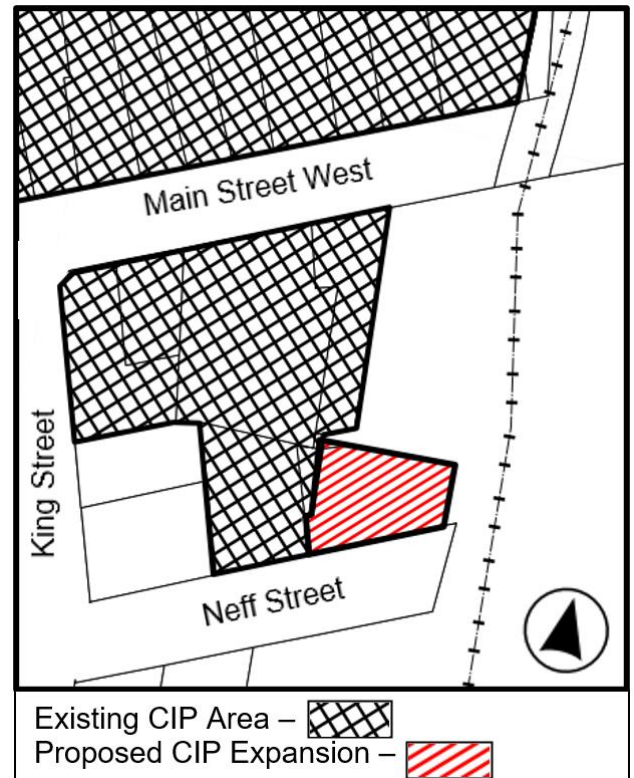 Main Street West
King Street
Neff Street
Existing CIP Area –
Proposed CIP Expansion –